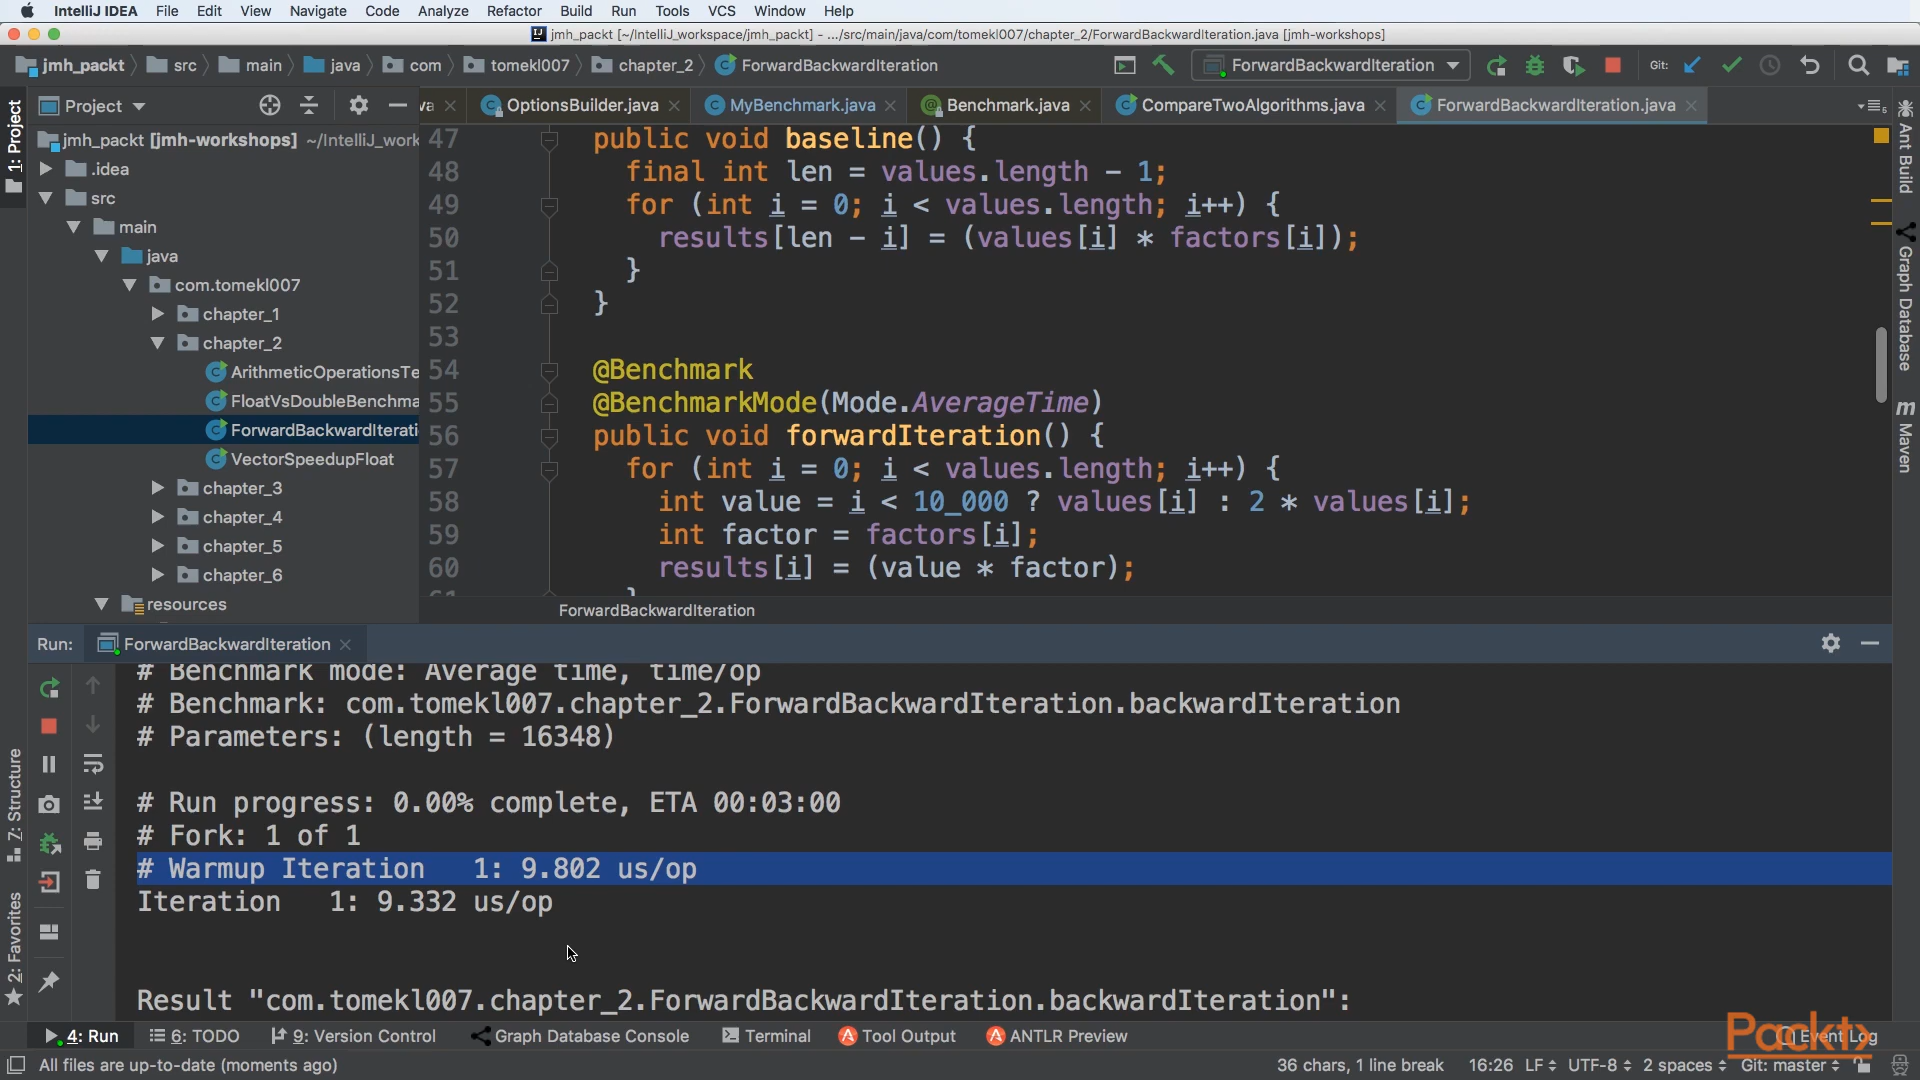 IntelliJ IDEA File Edit View Navigate Code Analyze Refactor Build Run Tools VCS Window Help
jmh_packt [~/IntelliJ_workspace/jmh_packt] - .../src/main/java/com/tomekl007/chapter_2/ForwardBackwardIteration.java [jmh-workshops]
jmh_packt src main java com tomekl007 chapter_2 ForwardBackwardIteration ForwardBackwardIteration Git:
Project va OptionsBuilder.java MyBenchmark.java Benchmark.java CompareTwoAlgorithms.java ForwardBackwardIteration.java
1: Project
Ant Build
Graph Database
Maven
jmh_packt [jmh-workshops] ~/IntelliJ_work
.idea
src
main
java
com.tomekl007
chapter_1
chapter_2
ArithmeticOperationsTe
FloatVsDoubleBenchma
ForwardBackwardIterati
VectorSpeedupFloat
chapter_3
chapter_4
chapter_5
chapter_6
resources
47 public void baseline() {
48 final int len = values.length - 1;
49 for (int i = 0; i < values.length; i++) {
50 results[len - i] = (values[i] * factors[i]);
51 }
52 }
53
54 @Benchmark
55 @BenchmarkMode(Mode.AverageTime)
56 public void forwardIteration() {
57 for (int i = 0; i < values.length; i++) {
58 int value = i < 10_000 ? values[i] : 2 * values[i];
59 int factor = factors[i];
60 results[i] = (value * factor);
61 }
ForwardBackwardIteration
Run: ForwardBackwardIteration
# Benchmark mode: Average time, time/op
# Benchmark: com.tomekl007.chapter_2.ForwardBackwardIteration.backwardIteration
# Parameters: (length = 16348)
# Run progress: 0.00% complete, ETA 00:03:00
# Fork: 1 of 1
# Warmup Iteration 1: 9.802 us/op
Iteration 1: 9.332 us/op
Result "com.tomekl007.chapter_2.ForwardBackwardIteration.backwardIteration":
7: Structure
2: Favorites
4: Run 6: TODO 9: Version Control Graph Database Console Terminal Tool Output ANTLR Preview Event Log
Packt
All files are up-to-date (moments ago) 36 chars, 1 line break 16:26 LF UTF-8 2 spaces Git: master